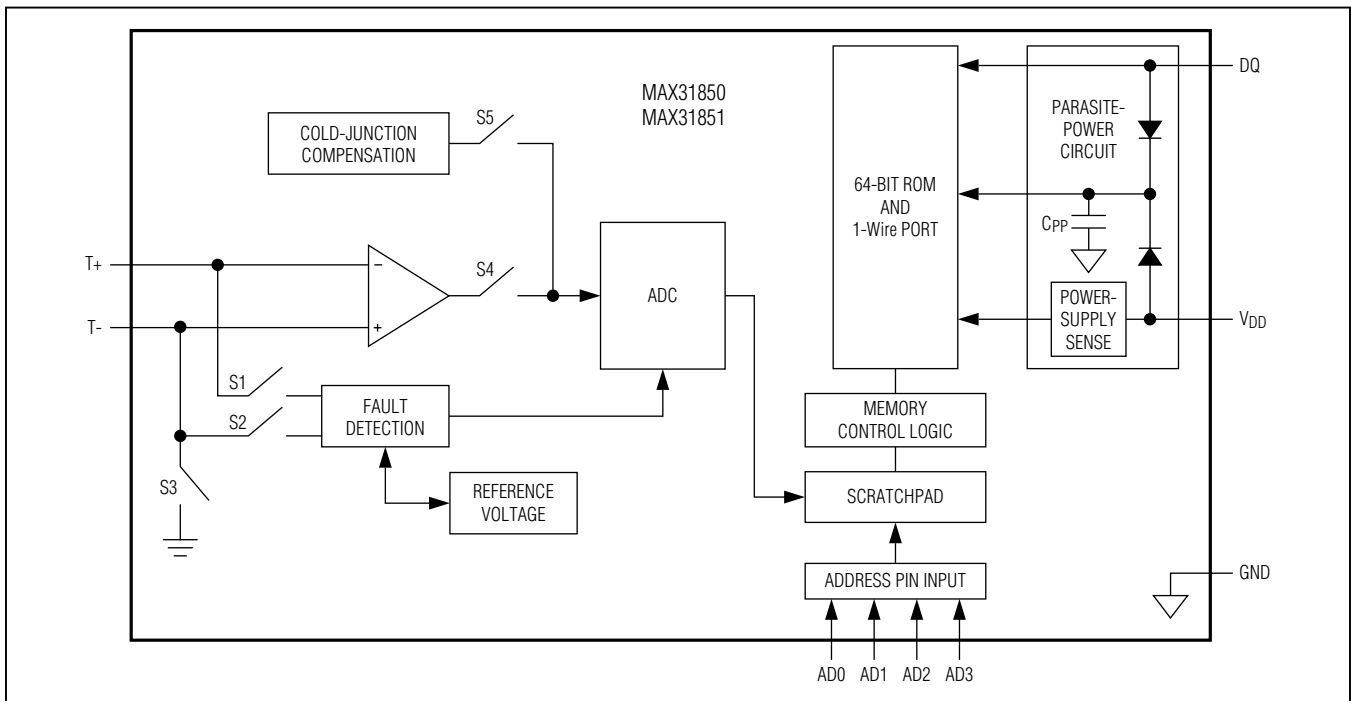 MAX31850
MAX31851
DQ
PARASITE-
POWER
CIRCUIT
S5
COLD-JUNCTION
COMPENSATION
64-BIT ROM
AND
1-Wire PORT
CPP
T+
−
S4
ADC
T-
+
POWER-
SUPPLY
SENSE
VDD
S1
S2
FAULT
DETECTION
MEMORY
CONTROL LOGIC
S3
REFERENCE
VOLTAGE
SCRATCHPAD
ADDRESS PIN INPUT
GND
AD0 AD1 AD2 AD3